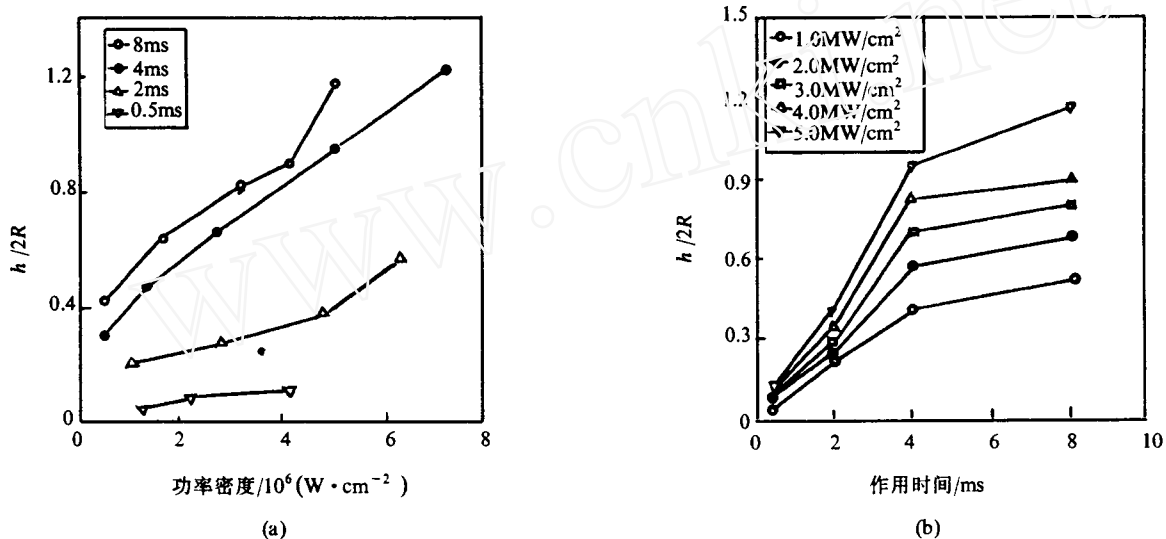 8ms
4ms
2ms
0.5ms
1.2
0.8
0.4
0
0 2 4 6 8
h/2R
功率密度/10⁶(W·cm⁻²)
(a)
1.0MW/cm²
2.0MW/cm²
3.0MW/cm²
4.0MW/cm²
5.0MW/cm²
1.5
1.2
0.9
0.6
0.3
0
0 2 4 6 8 10
h/2R
作用时间/ms
(b)
www.cnki.net